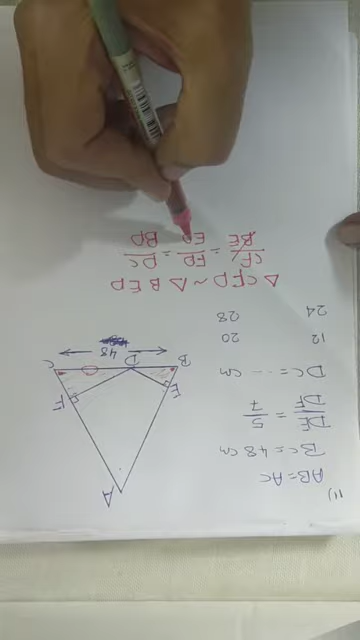 11)
AB = AC
BC = 48 cm
DE/DF = 5/7
DC = ... cm
12 20
24 28
A
F E
C D B
48
△ CFD ~ △ BED
CF/BE = FD/ED = DC/BD